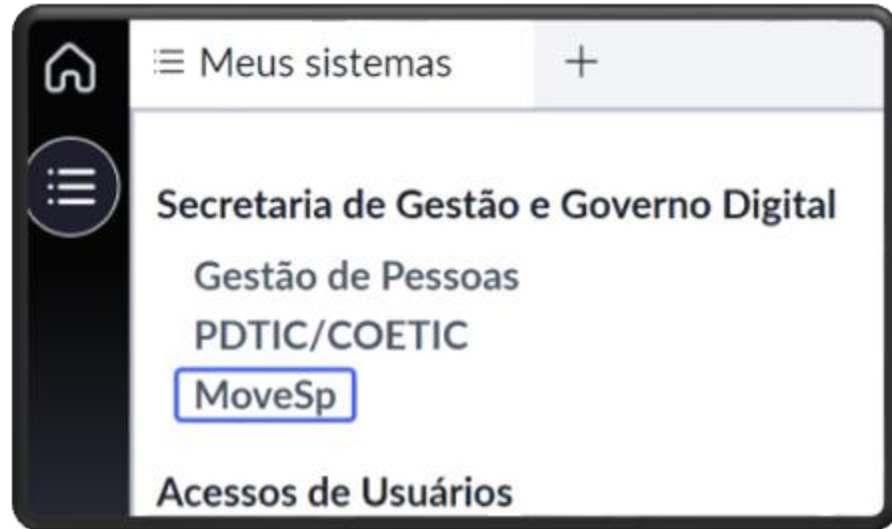 Meus sistemas
Secretaria de Gestão e Governo Digital
Gestão de Pessoas
PDTIC/COETIC
MoveSp
Acessos de Usuários